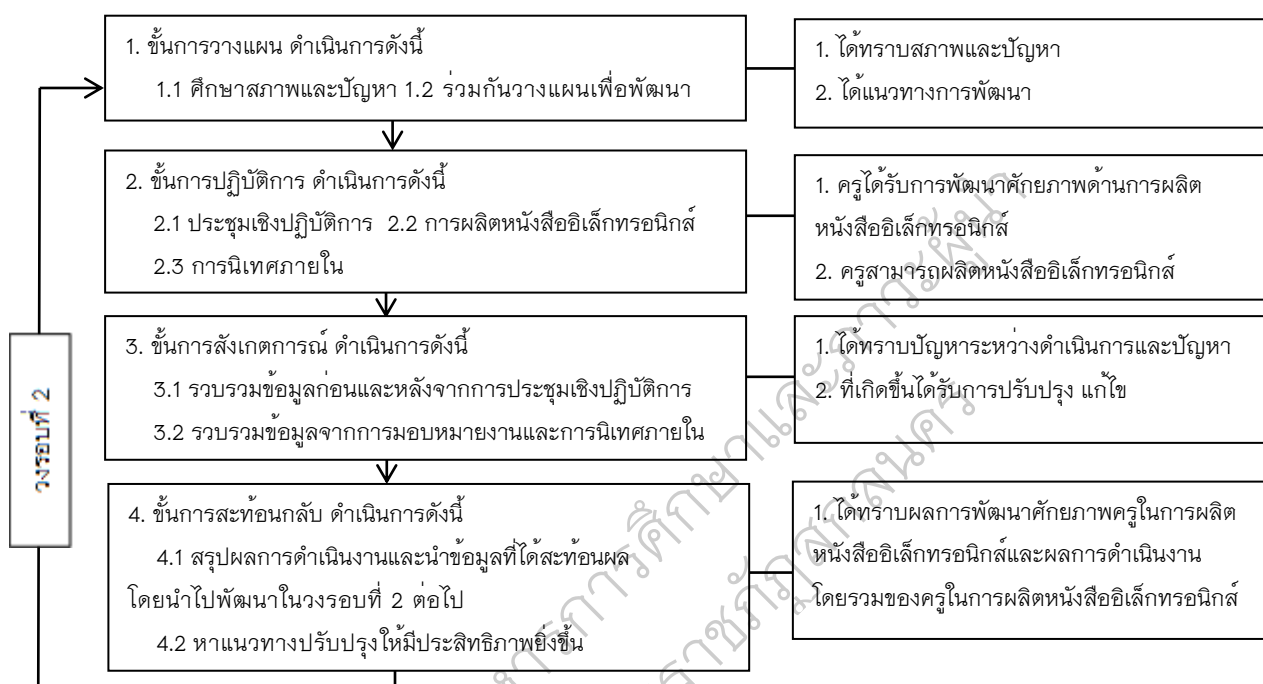 1. ขั้นการวางแผน ดำเนินการดังนี้
1.1 ศึกษาสภาพและปัญหา 1.2 ร่วมกันวางแผนเพื่อพัฒนา
1. ได้ทราบสภาพและปัญหา
2. ได้แนวทางการพัฒนา
2. ขั้นการปฏิบัติการ ดำเนินการดังนี้
2.1 ประชุมเชิงปฏิบัติการ 2.2 การผลิตหนังสืออิเล็กทรอนิกส์
2.3 การนิเทศภายใน
1. ครูได้รับการพัฒนาศักยภาพด้านการผลิต
หนังสืออิเล็กทรอนิกส์
2. ครูสามารถผลิตหนังสืออิเล็กทรอนิกส์
3. ขั้นการสังเกตการณ์ ดำเนินการดังนี้
3.1 รวบรวมข้อมูลก่อนและหลังจากการประชุมเชิงปฏิบัติการ
3.2 รวบรวมข้อมูลจากการมอบหมายงานและการนิเทศภายใน
1. ได้ทราบปัญหาระหว่างดำเนินการและปัญหา
2. ที่เกิดขึ้นได้รับการปรับปรุง แก้ไข
วงรอบที่ 2
4. ขั้นการสะท้อนกลับ ดำเนินการดังนี้
4.1 สรุปผลการดำเนินงานและนำข้อมูลที่ได้สะท้อนผล
โดยนำไปพัฒนาในวงรอบที่ 2 ต่อไป
4.2 หาแนวทางปรับปรุงให้มีประสิทธิภาพยิ่งขึ้น
1. ได้ทราบผลการพัฒนาศักยภาพครูในการผลิต
หนังสืออิเล็กทรอนิกส์และผลการดำเนินงาน
โดยรวมของครูในการผลิตหนังสืออิเล็กทรอนิกส์